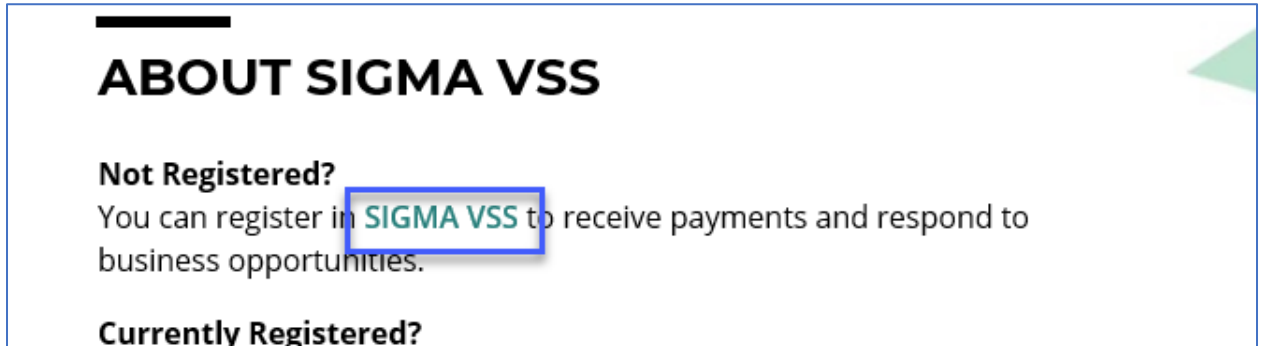 ABOUT SIGMA VSS
Not Registered?
You can register in SIGMA VSS to receive payments and respond to
business opportunities.
Currently Registered?